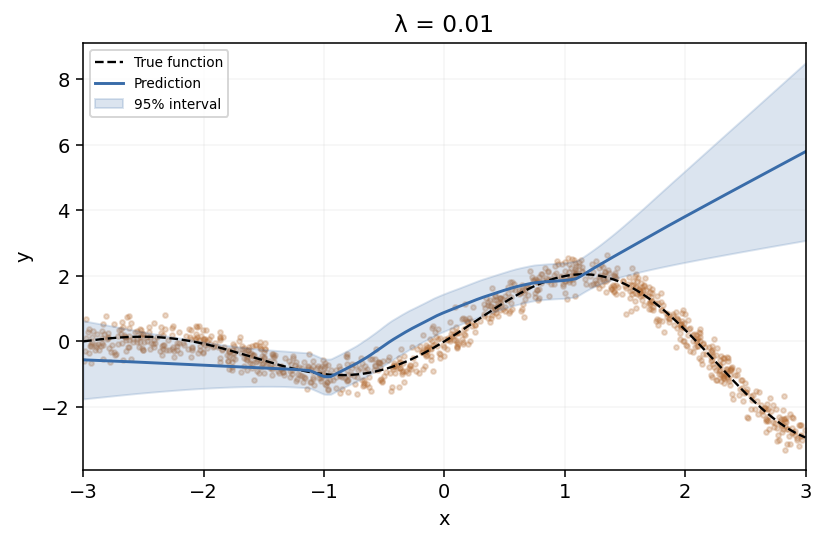 λ = 0.01
True function
Prediction
95% interval
8
6
4
2
0
−2
y
−3 −2 −1 0 1 2 3
x